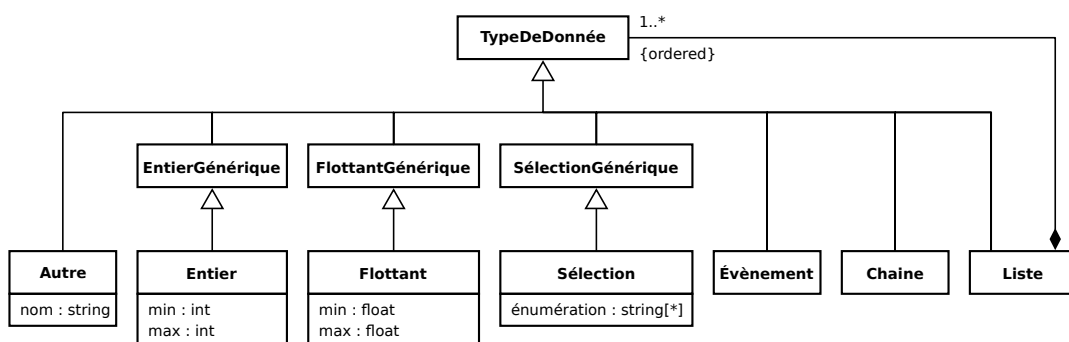 TypeDeDonnée
1..*
{ordered}
EntierGénérique
FlottantGénérique
SélectionGénérique
Autre
nom : string
Entier
min : int
max : int
Flottant
min : float
max : float
Sélection
énumération : string[*]
Évènement
Chaine
Liste